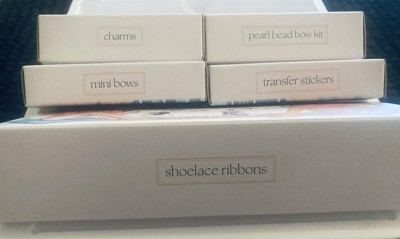 charms
pearl bead bow kit
mini bows
transfer stickers
shoelace ribbons